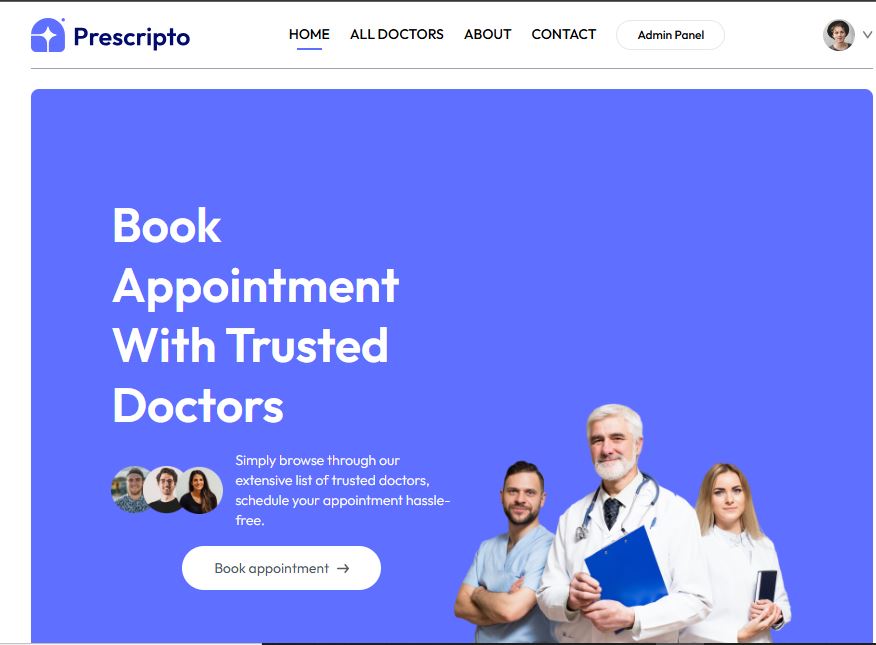 Prescripto
HOME
ALL DOCTORS
ABOUT
CONTACT
Admin Panel
Book
Appointment
With Trusted
Doctors
Simply browse through our
extensive list of trusted doctors,
schedule your appointment hassle-
free.
Book appointment →